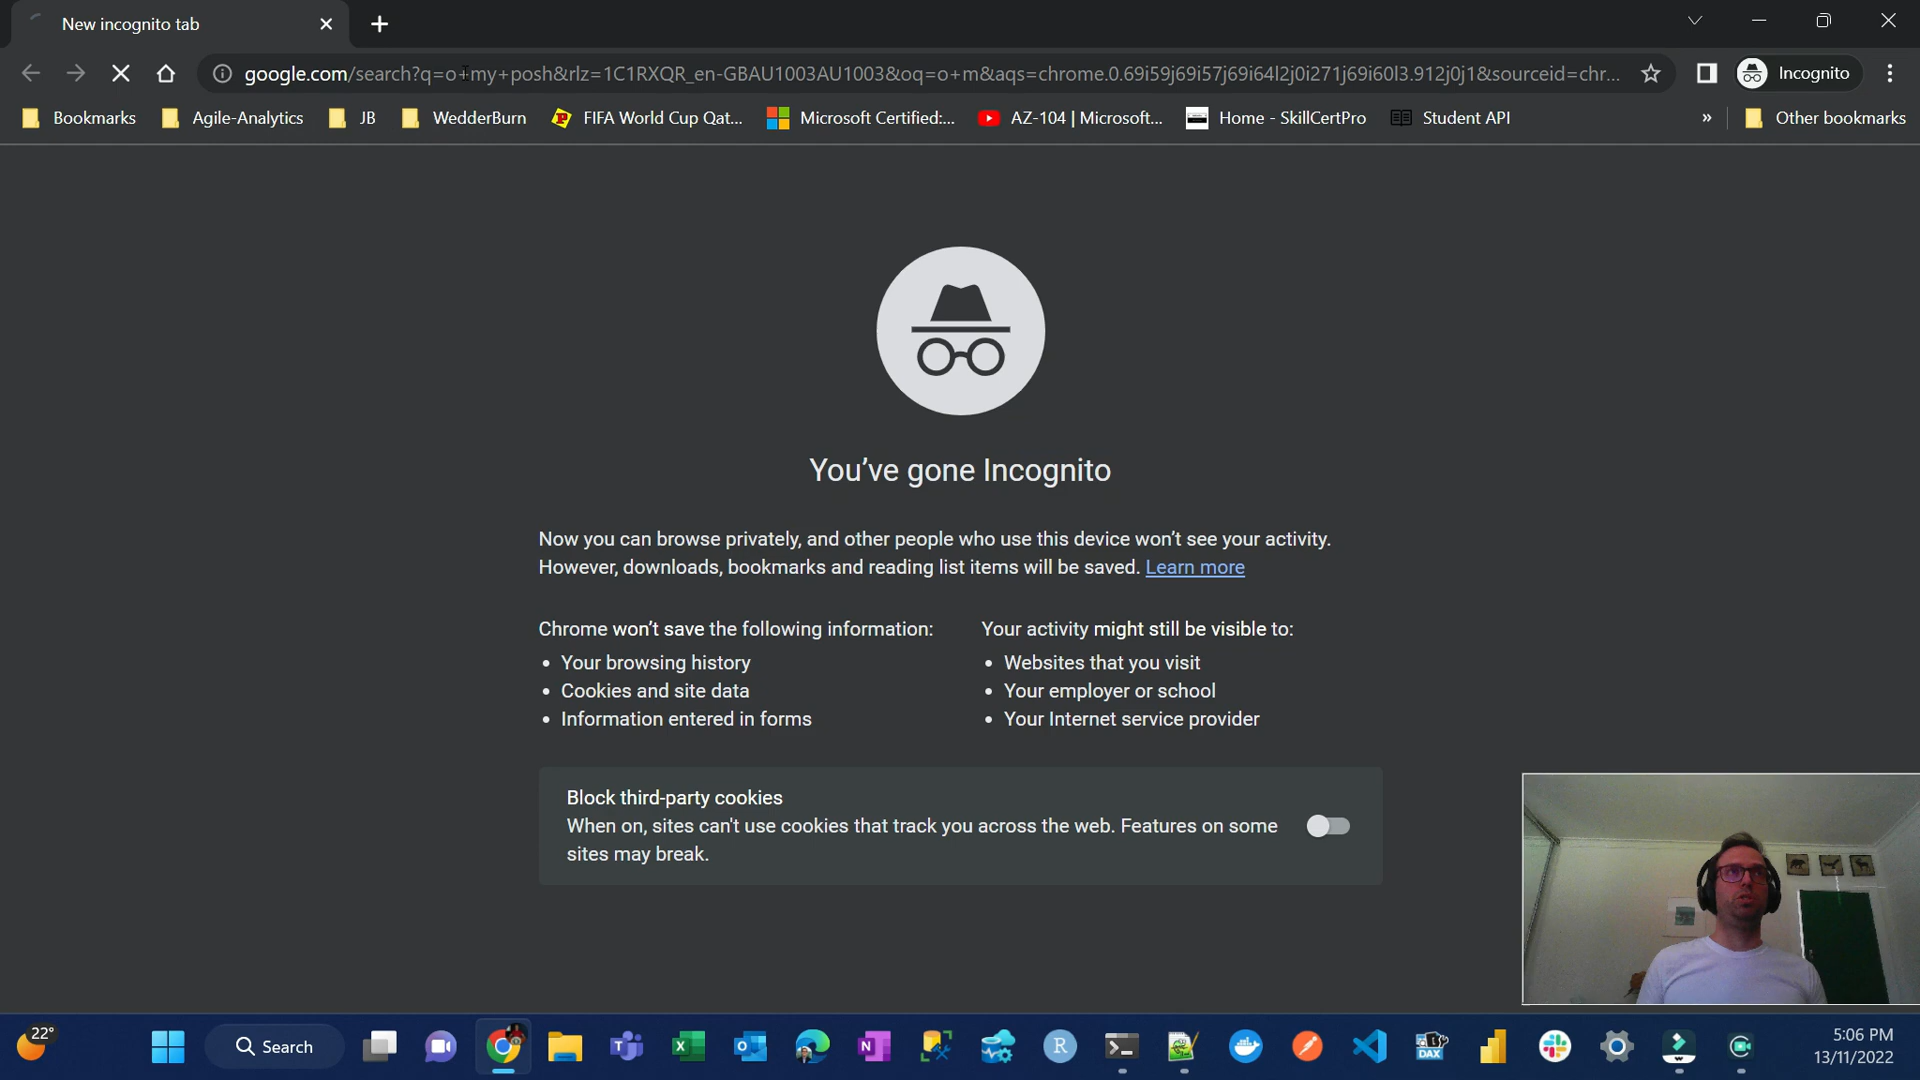 New incognito tab
google.com/search?q=o+my+posh&rlz=1C1RXQR_en-GBAU1003AU1003&oq=o+m&aqs=chrome.0.69i59j69i57j69i64l2j0i271j69i60l3.912j0j1&sourceid=chr...
Incognito
Bookmarks Agile-Analytics JB WedderBurn FIFA World Cup Qat... Microsoft Certified:... AZ-104 | Microsoft... Home - SkillCertPro Student API » Other bookmarks
You've gone Incognito
Now you can browse privately, and other people who use this device won't see your activity.
However, downloads, bookmarks and reading list items will be saved. Learn more
Chrome won't save the following information:
• Your browsing history
• Cookies and site data
• Information entered in forms
Your activity might still be visible to:
• Websites that you visit
• Your employer or school
• Your Internet service provider
Block third-party cookies
When on, sites can't use cookies that track you across the web. Features on some
sites may break.
22°
Search
DAX
5:06 PM
13/11/2022